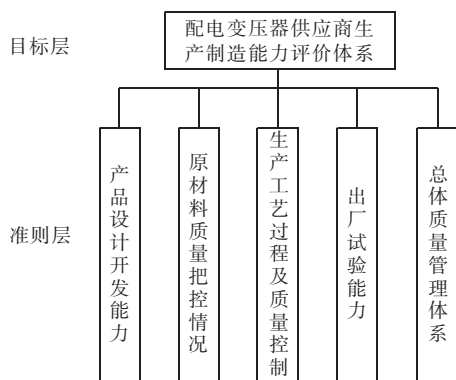 目标层
配电变压器供应商生
产制造能力评价体系
准则层
产品设计开发能力
原材料质量把控情况
生产工艺过程及质量控制
出厂试验能力
总体质量管理体系